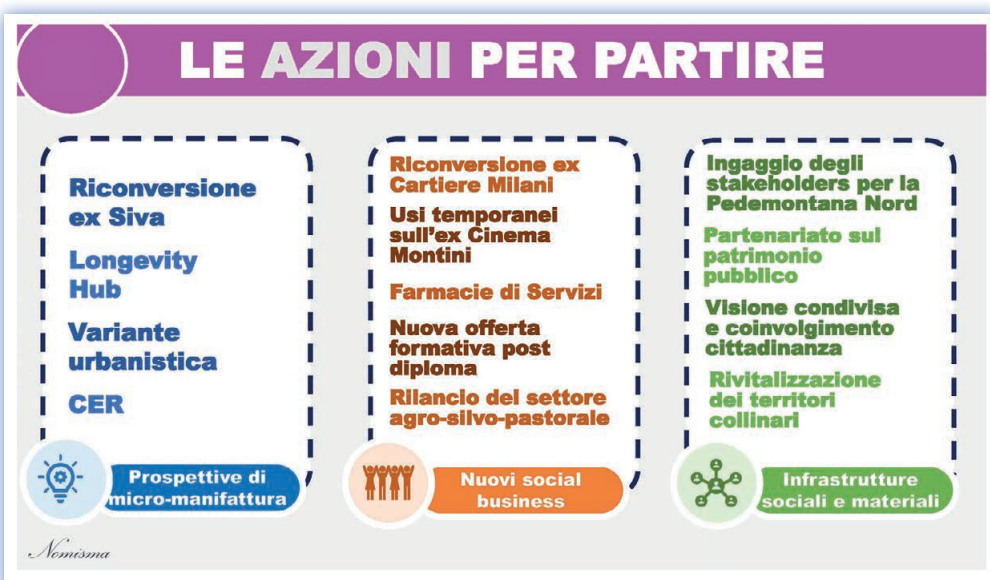 LE AZIONI PER PARTIRE
Riconversione
ex Siva
Longevity
Hub
Variante
urbanistica
CER
Prospettive di
micro-manifattura
Riconversione ex
Cartiere Milani
Usi temporanei
sull'ex Cinema
Montini
Farmacie di Servizi
Nuova offerta
formativa post
diploma
Rilancio del settore
agro-silvo-pastorale
Nuovi social
business
Ingaggio degli
stakeholders per la
Pedemontana Nord
Partenariato sul
patrimonio
pubblico
Visione condivisa
e coinvolgimento
cittadinanza
Rivitalizzazione
dei territori
collinari
Infrastrutture
sociali e materiali
Nomisma